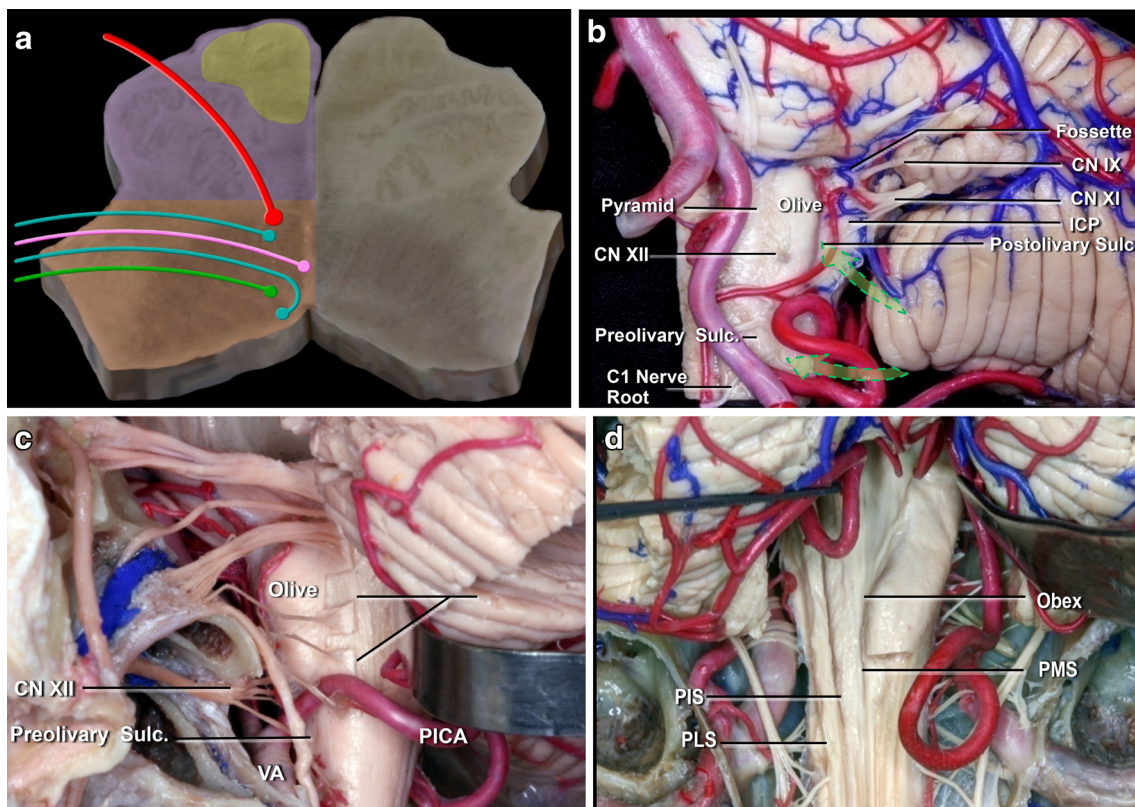 a
b
Fossette
CN IX
Pyramid
Olive
CN XI
ICP
CN XII
Postolivary Sulc
Preolivary Sulc.
C1 Nerve
Root
c
Olive
CN XII
Preolivary Sulc.
PICA
VA
d
Obex
PIS
PMS
PLS